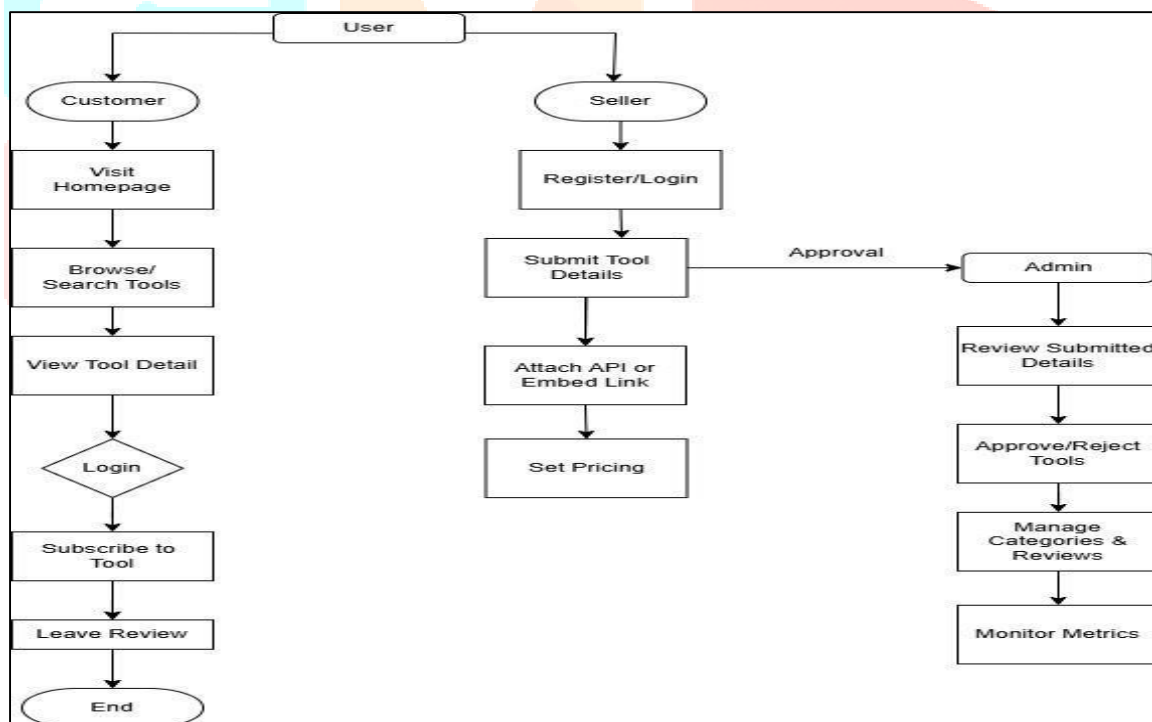 User
Customer
Seller
Visit
Homepage
Register/Login
Browse/
Search Tools
Submit Tool
Details
Approval
Admin
View Tool Detail
Attach API or
Embed Link
Review Submitted
Details
Login
Set Pricing
Approve/Reject
Tools
Subscribe to
Tool
Manage
Categories &
Reviews
Leave Review
Monitor Metrics
End